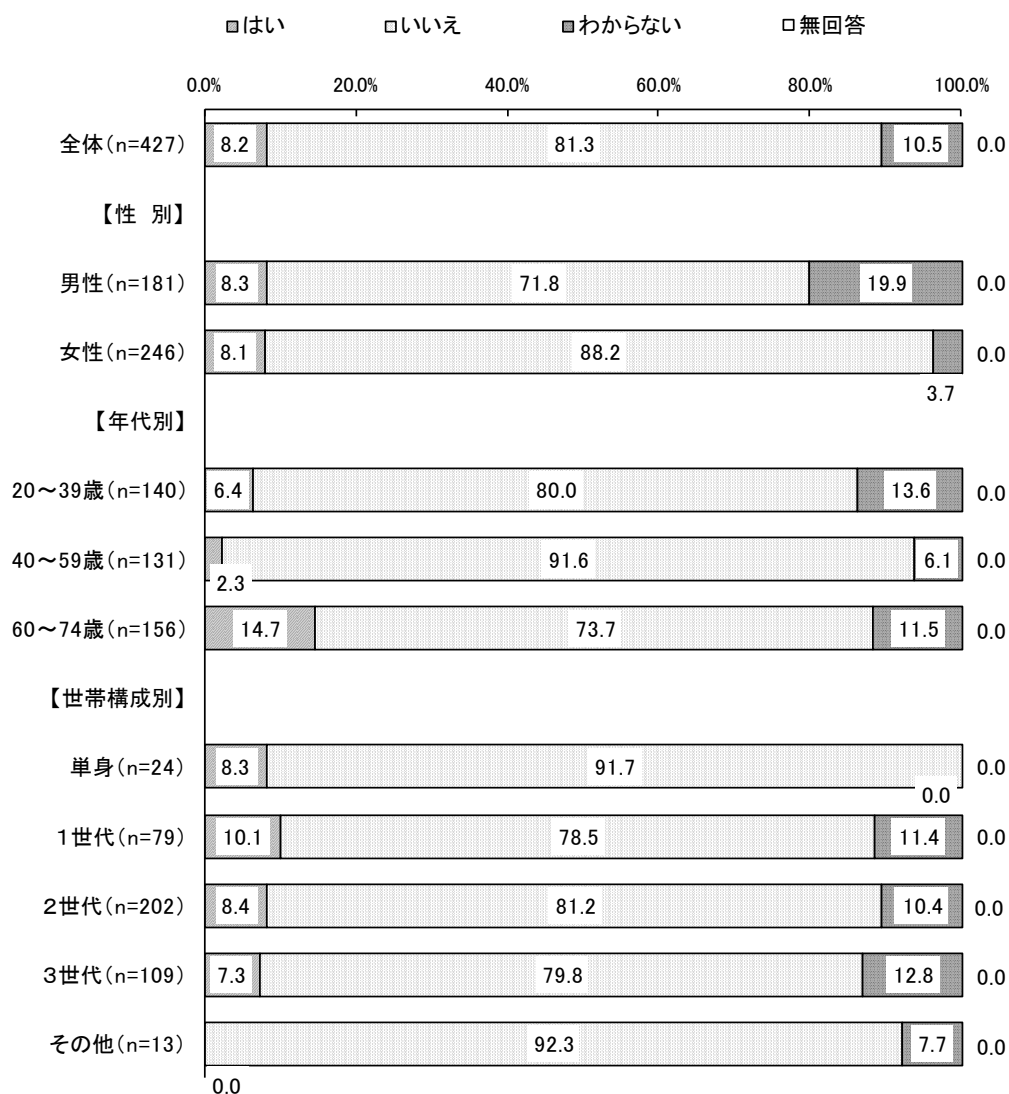 はい いいえ わからない 無回答
0.0% 20.0% 40.0% 60.0% 80.0% 100.0%
全体(n=427) 8.2 81.3 10.5 0.0
【性 別】
男性(n=181) 8.3 71.8 19.9 0.0
女性(n=246) 8.1 88.2 0.0
3.7
【年代別】
20～39歳(n=140) 6.4 80.0 13.6 0.0
40～59歳(n=131) 91.6 6.1 0.0
2.3
60～74歳(n=156) 14.7 73.7 11.5 0.0
【世帯構成別】
単身(n=24) 8.3 91.7 0.0
0.0
1世代(n=79) 10.1 78.5 11.4 0.0
2世代(n=202) 8.4 81.2 10.4 0.0
3世代(n=109) 7.3 79.8 12.8 0.0
その他(n=13) 92.3 7.7 0.0
0.0